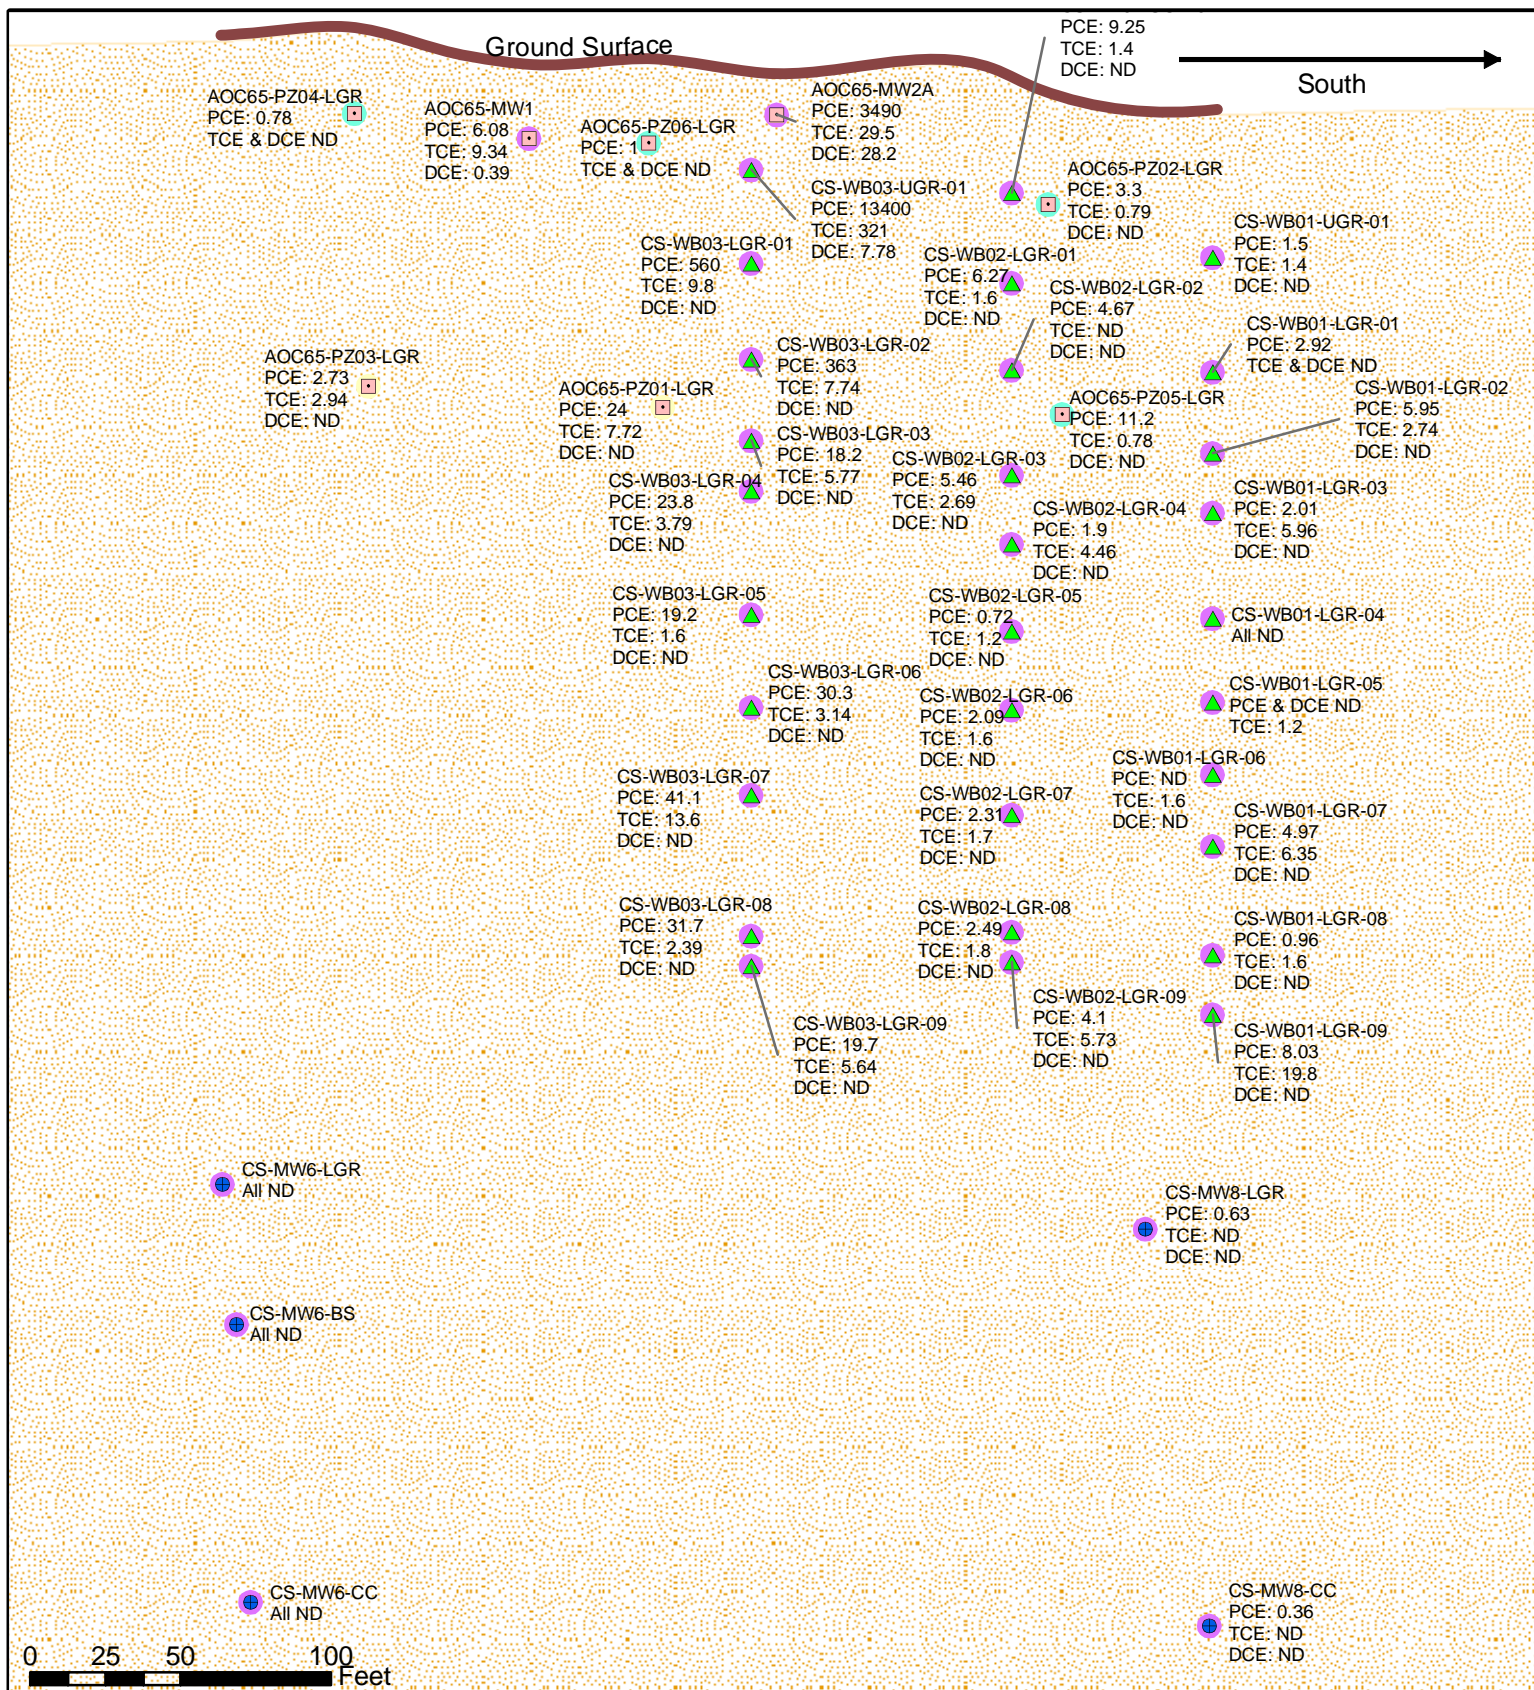 PCE: 9.25
TCE: 1.4
DCE: ND
Ground Surface
South
AOC65-PZ04-LGR
PCE: 0.78
TCE & DCE ND
AOC65-MW1
PCE: 6.08
TCE: 9.34
DCE: 0.39
AOC65-PZ06-LGR
PCE: 1
TCE & DCE ND
AOC65-MW2A
PCE: 3490
TCE: 29.5
DCE: 28.2
CS-WB03-UGR-01
PCE: 13400
TCE: 321
DCE: 7.78
AOC65-PZ02-LGR
PCE: 3.3
TCE: 0.79
DCE: ND
CS-WB01-UGR-01
PCE: 1.5
TCE: 1.4
DCE: ND
CS-WB03-LGR-01
PCE: 560
TCE: 9.8
DCE: ND
CS-WB02-LGR-01
PCE: 6.27
TCE: 1.6
DCE: ND
CS-WB02-LGR-02
PCE: 4.67
TCE: ND
DCE: ND
CS-WB01-LGR-01
PCE: 2.92
TCE & DCE ND
AOC65-PZ03-LGR
PCE: 2.73
TCE: 2.94
DCE: ND
CS-WB03-LGR-02
PCE: 363
TCE: 7.74
DCE: ND
AOC65-PZ01-LGR
PCE: 24
TCE: 7.72
DCE: ND
AOC65-PZ05-LGR
PCE: 11.2
TCE: 0.78
DCE: ND
CS-WB01-LGR-02
PCE: 5.95
TCE: 2.74
DCE: ND
CS-WB03-LGR-03
PCE: 18.2
TCE: 5.77
DCE: ND
CS-WB03-LGR-04
PCE: 23.8
TCE: 3.79
DCE: ND
CS-WB02-LGR-03
PCE: 5.46
TCE: 2.69
DCE: ND
CS-WB02-LGR-04
PCE: 1.9
TCE: 4.46
DCE: ND
CS-WB01-LGR-03
PCE: 2.01
TCE: 5.96
DCE: ND
CS-WB03-LGR-05
PCE: 19.2
TCE: 1.6
DCE: ND
CS-WB02-LGR-05
PCE: 0.72
TCE: 1.2
DCE: ND
CS-WB01-LGR-04
All ND
CS-WB03-LGR-06
PCE: 30.3
TCE: 3.14
DCE: ND
CS-WB02-LGR-06
PCE: 2.09
TCE: 1.6
DCE: ND
CS-WB01-LGR-05
PCE & DCE ND
TCE: 1.2
CS-WB01-LGR-06
PCE: ND
TCE: 1.6
DCE: ND
CS-WB03-LGR-07
PCE: 41.1
TCE: 13.6
DCE: ND
CS-WB02-LGR-07
PCE: 2.31
TCE: 1.7
DCE: ND
CS-WB01-LGR-07
PCE: 4.97
TCE: 6.35
DCE: ND
CS-WB03-LGR-08
PCE: 31.7
TCE: 2.39
DCE: ND
CS-WB02-LGR-08
PCE: 2.49
TCE: 1.8
DCE: ND
CS-WB01-LGR-08
PCE: 0.96
TCE: 1.6
DCE: ND
CS-WB03-LGR-09
PCE: 19.7
TCE: 5.64
DCE: ND
CS-WB02-LGR-09
PCE: 4.1
TCE: 5.73
DCE: ND
CS-WB01-LGR-09
PCE: 8.03
TCE: 19.8
DCE: ND
CS-MW6-LGR
All ND
CS-MW8-LGR
PCE: 0.63
TCE: ND
DCE: ND
CS-MW6-BS
All ND
CS-MW6-CC
All ND
CS-MW8-CC
PCE: 0.36
TCE: ND
DCE: ND
0 25 50 100
Feet